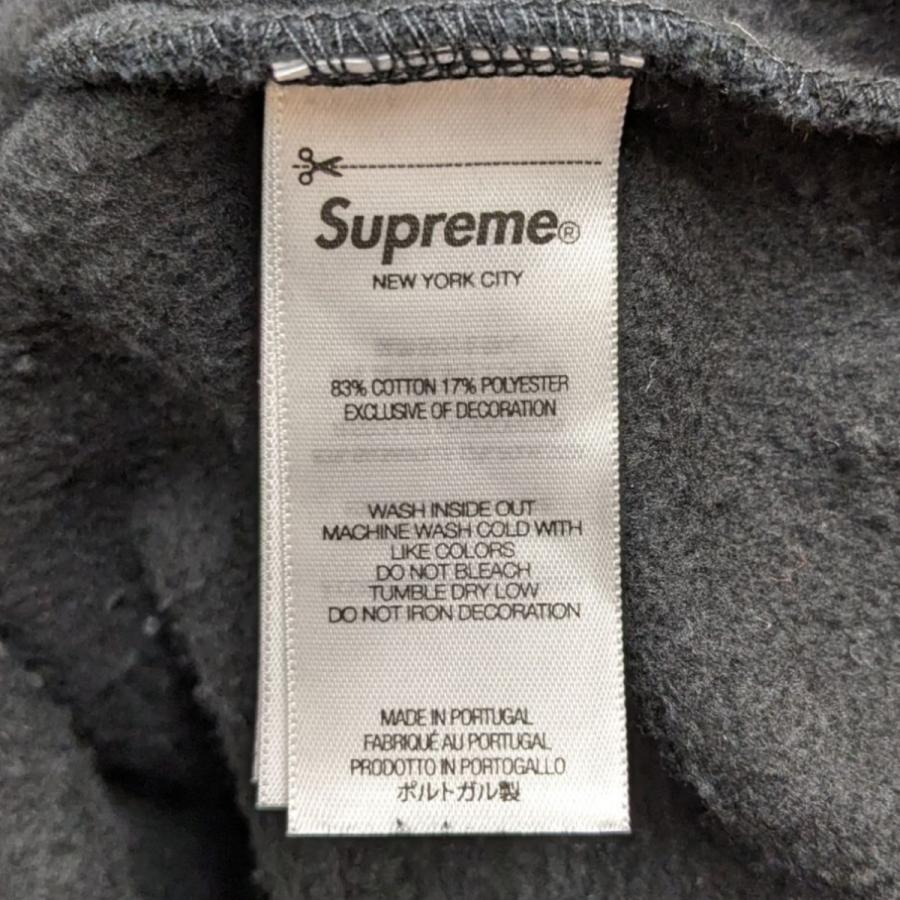 Supreme®
NEW YORK CITY
83% COTTON 17% POLYESTER
EXCLUSIVE OF DECORATION
WASH INSIDE OUT
MACHINE WASH COLD WITH
LIKE COLORS
DO NOT BLEACH
TUMBLE DRY LOW
DO NOT IRON DECORATION
MADE IN PORTUGAL
FABRIQUÉ AU PORTUGAL
PRODOTTO IN PORTOGALLO
ポルトガル製